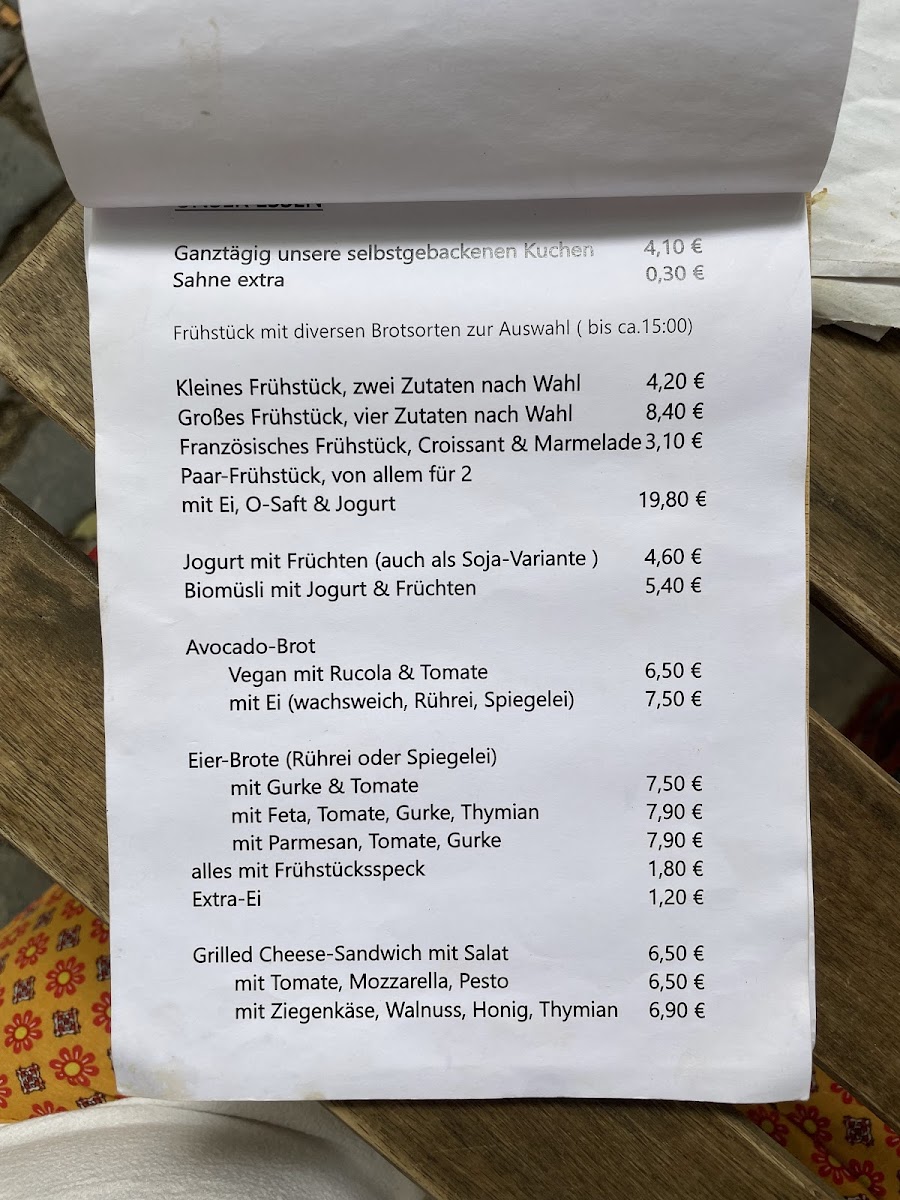 Ganztägig unsere selbstgebackenen Kuchen 4,10 €
Sahne extra 0,30 €
Frühstück mit diversen Brotsorten zur Auswahl ( bis ca.15:00)
Kleines Frühstück, zwei Zutaten nach Wahl 4,20 €
Großes Frühstück, vier Zutaten nach Wahl 8,40 €
Französisches Frühstück, Croissant & Marmelade 3,10 €
Paar-Frühstück, von allem für 2
mit Ei, O-Saft & Jogurt 19,80 €
Jogurt mit Früchten (auch als Soja-Variante ) 4,60 €
Biomüsli mit Jogurt & Früchten 5,40 €
Avocado-Brot
Vegan mit Rucola & Tomate 6,50 €
mit Ei (wachsweich, Rührei, Spiegelei) 7,50 €
Eier-Brote (Rührei oder Spiegelei)
mit Gurke & Tomate 7,50 €
mit Feta, Tomate, Gurke, Thymian 7,90 €
mit Parmesan, Tomate, Gurke 7,90 €
alles mit Frühstücksspeck 1,80 €
Extra-Ei 1,20 €
Grilled Cheese-Sandwich mit Salat 6,50 €
mit Tomate, Mozzarella, Pesto 6,50 €
mit Ziegenkäse, Walnuss, Honig, Thymian 6,90 €